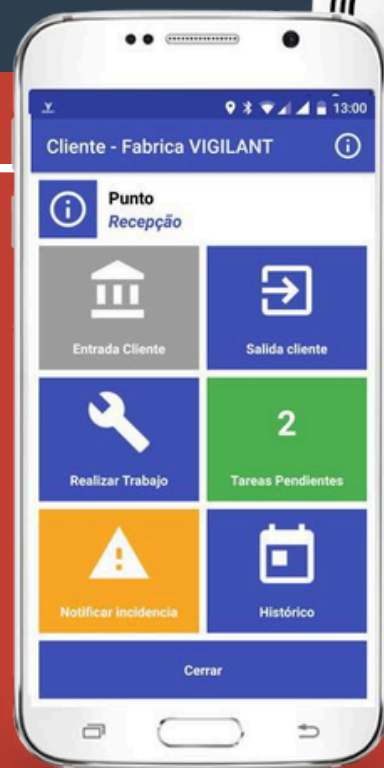 13:00
Cliente - Fabrica VIGILANT
Punto
Recepção
Entrada Cliente
Salida cliente
Realizar Trabajo
2
Tareas Pendientes
Notificar incidencia
Histórico
Cerrar